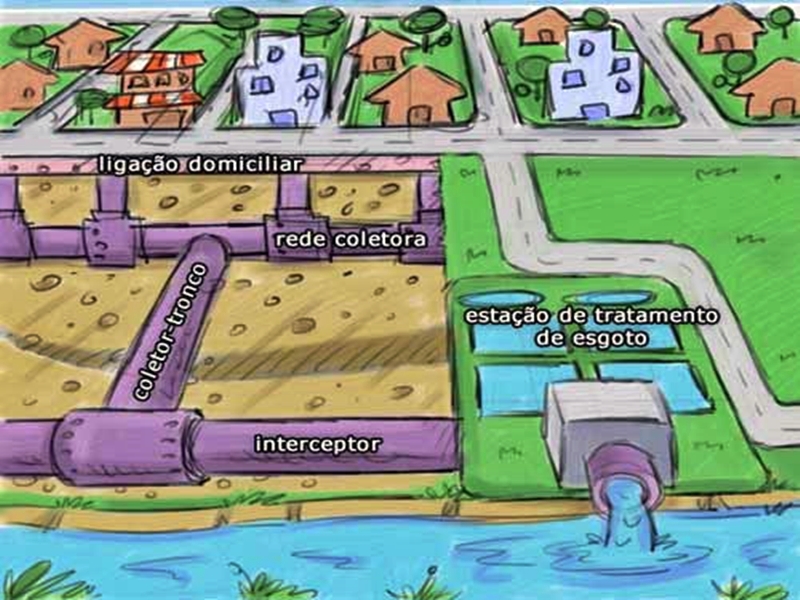 ligação domiciliar
rede coletora
coletor-tronco
estação de tratamento
de esgoto
interceptor